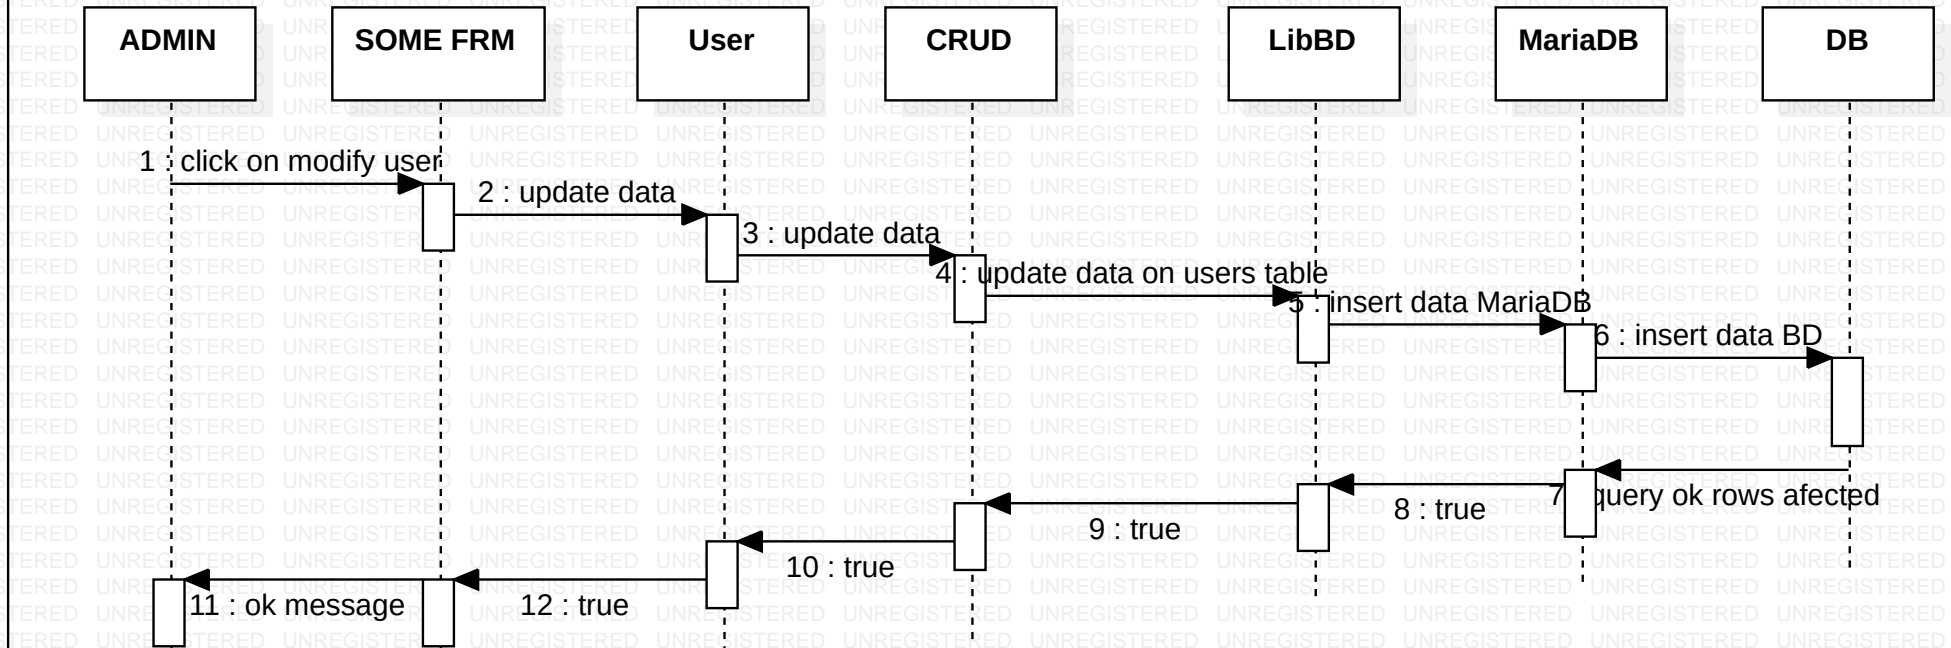 ADMIN
SOME FRM
User
CRUD
LibBD
MariaDB
DB
1 : click on modify user
2 : update data
3 : update data
4 : update data on users table
5 : insert data MariaDB
6 : insert data BD
7 : query ok rows afected
8 : true
9 : true
10 : true
11 : ok message
12 : true
UNREGISTERED